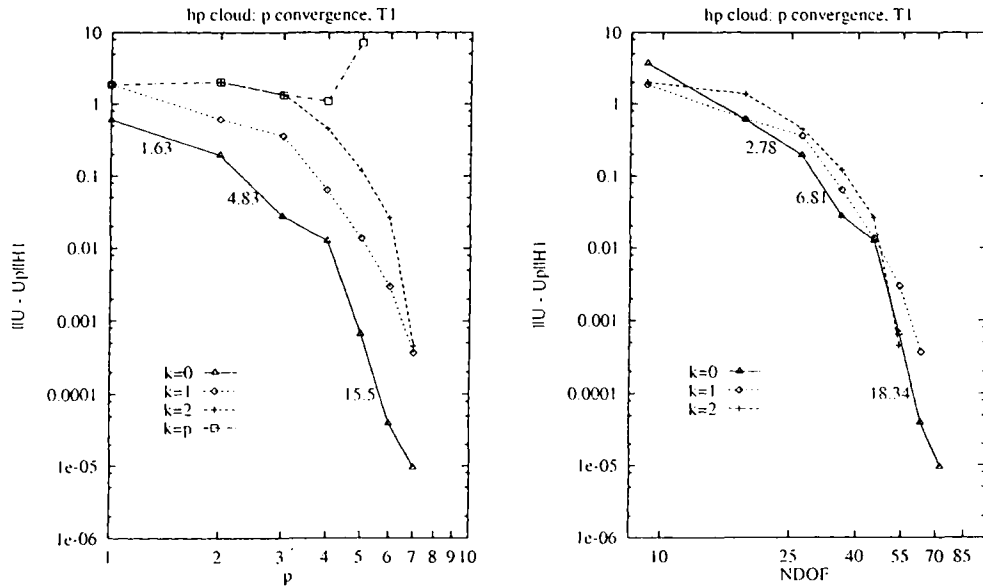 hp cloud: p convergence, T1
10
1
0.1
0.01
0.001
0.0001
1e-05
1e-06
||U - Up||H1
1.63
4.83
15.5
k=0
k=1
k=2
k=p
1 2 3 4 5 6 7 8 9 10
p
hp cloud: p convergence, T1
10
1
0.1
0.01
0.001
0.0001
1e-05
1e-06
||U - Up||H1
2.78
6.81
18.34
k=0
k=1
k=2
10 25 40 55 70 85
NDOF